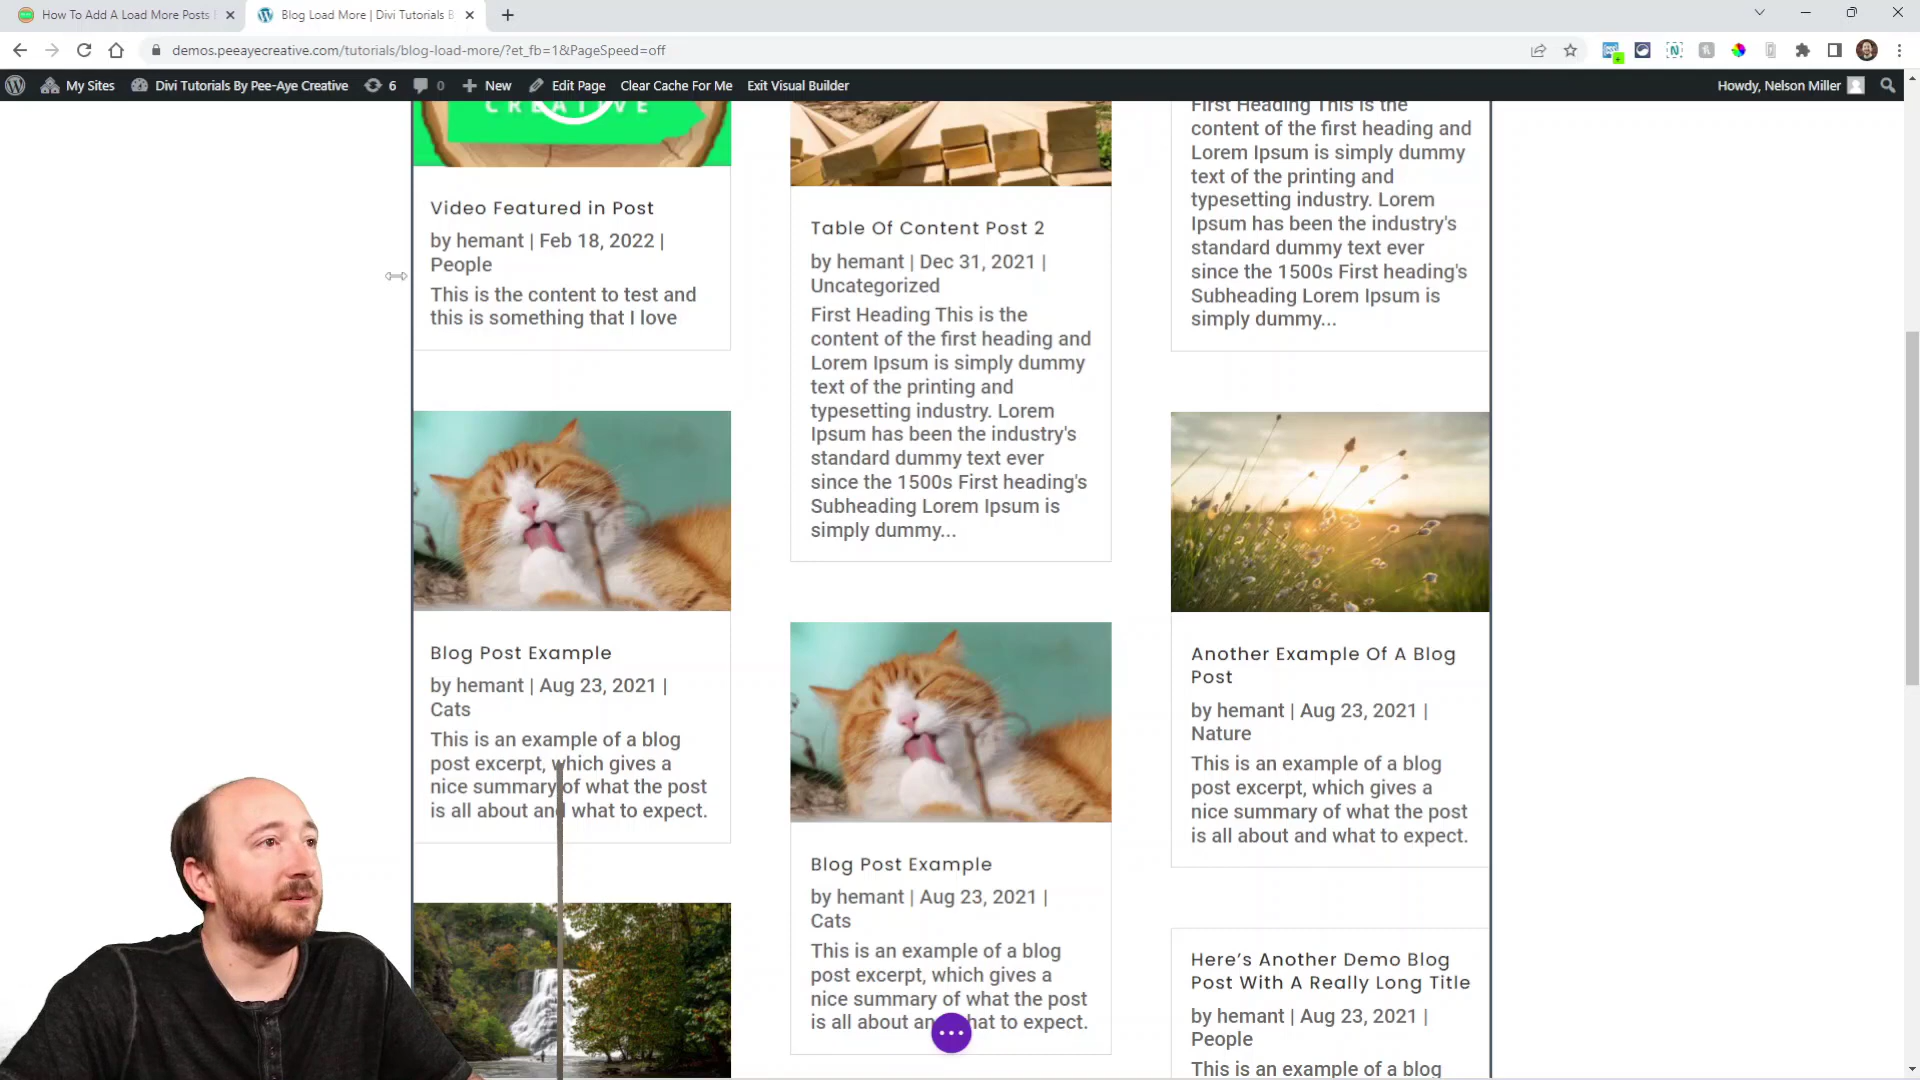 How To Add A Load More Posts
Blog Load More | Divi Tutorials B
demos.peeayecreative.com/tutorials/blog-load-more/?et_fb=1&PageSpeed=off
My Sites
Divi Tutorials By Pee-Aye Creative
6
0
New
Edit Page
Clear Cache For Me
Exit Visual Builder
Howdy, Nelson Miller
CREATIVE
Video Featured in Post
by hemant | Feb 18, 2022 |
People
This is the content to test and
this is something that I love
Blog Post Example
by hemant | Aug 23, 2021 |
Cats
This is an example of a blog
post excerpt, which gives a
nice summary of what the post
is all about and what to expect.
Table Of Content Post 2
by hemant | Dec 31, 2021 |
Uncategorized
First Heading This is the
content of the first heading and
Lorem Ipsum is simply dummy
text of the printing and
typesetting industry. Lorem
Ipsum has been the industry's
standard dummy text ever
since the 1500s First heading's
Subheading Lorem Ipsum is
simply dummy...
Blog Post Example
by hemant | Aug 23, 2021 |
Cats
This is an example of a blog
post excerpt, which gives a
nice summary of what the post
is all about and what to expect.
First Heading This is the
content of the first heading and
Lorem Ipsum is simply dummy
text of the printing and
typesetting industry. Lorem
Ipsum has been the industry's
standard dummy text ever
since the 1500s First heading's
Subheading Lorem Ipsum is
simply dummy...
Another Example Of A Blog
Post
by hemant | Aug 23, 2021 |
Nature
This is an example of a blog
post excerpt, which gives a
nice summary of what the post
is all about and what to expect.
Here’s Another Demo Blog
Post With A Really Long Title
by hemant | Aug 23, 2021 |
People
This is an example of a blog